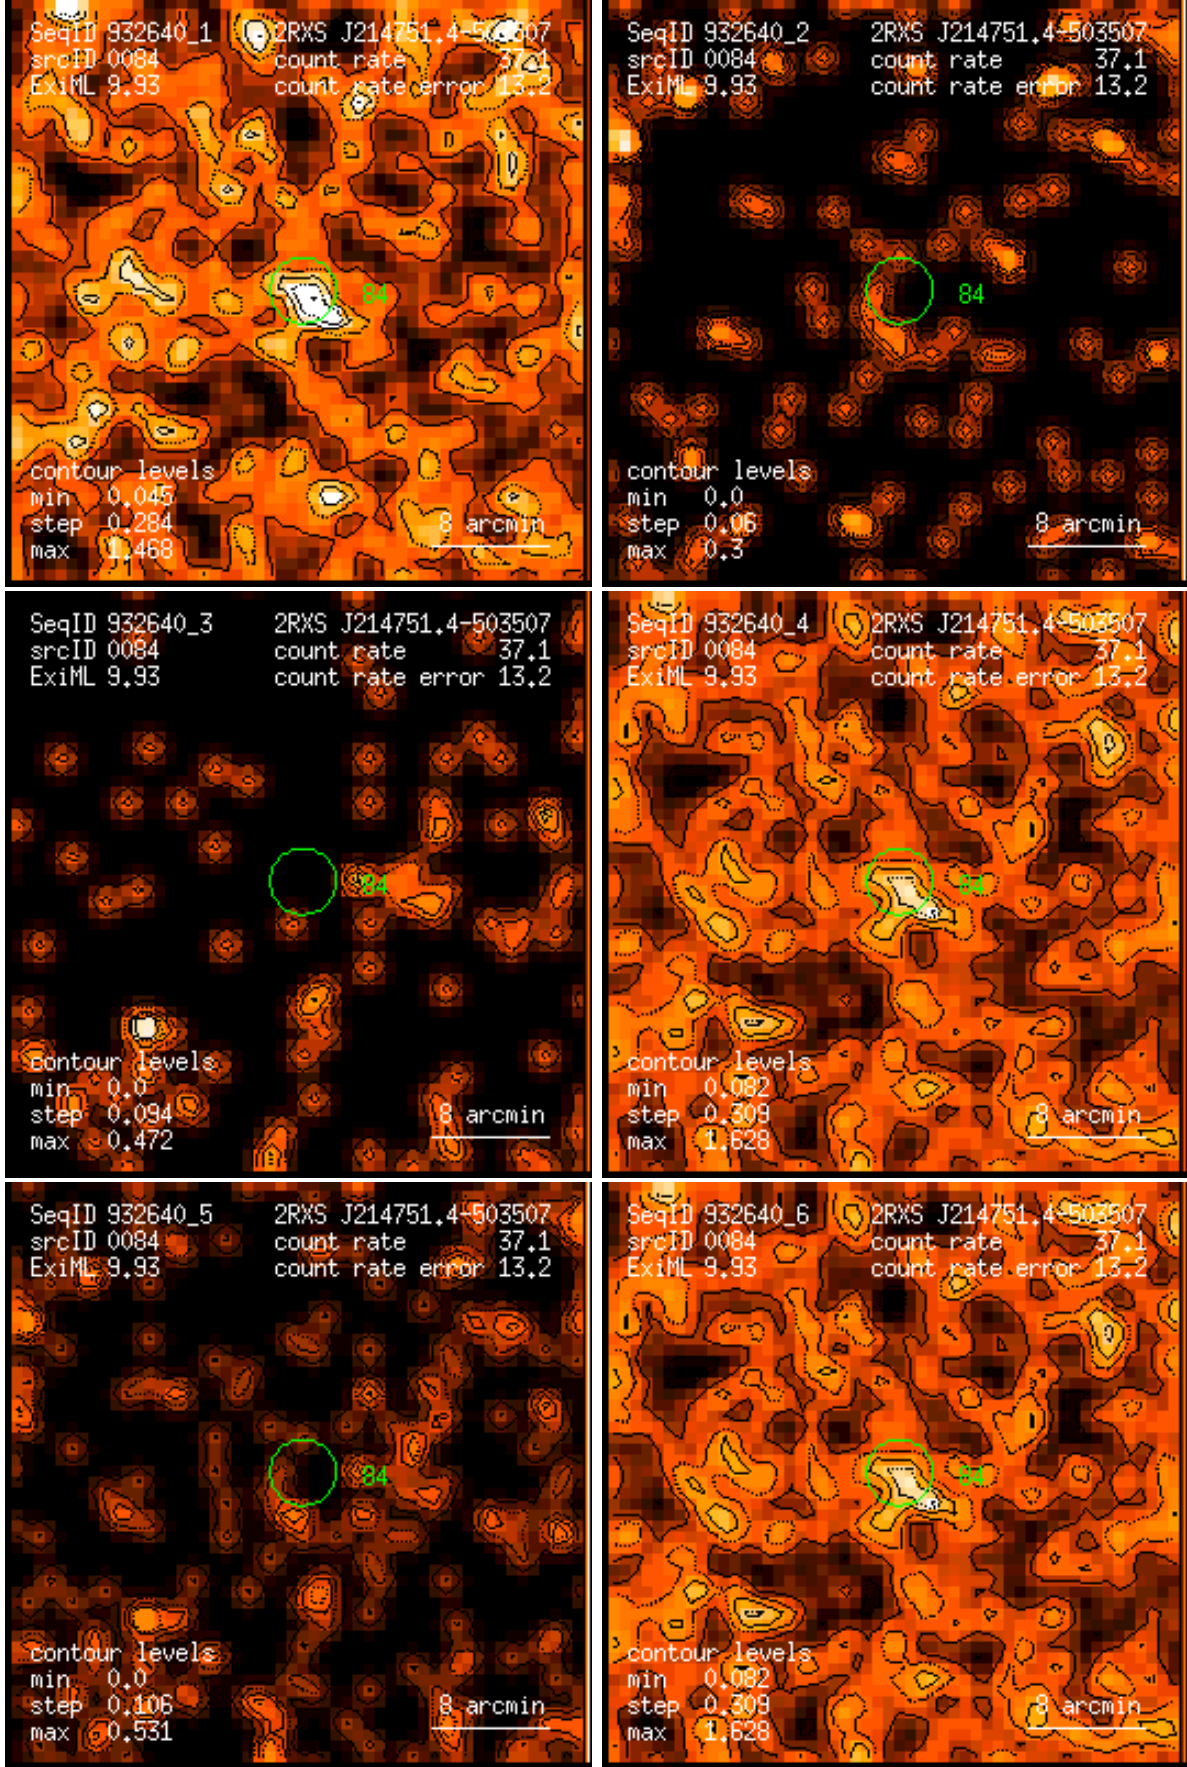 SeqID 932640_1 2RXS J214751.4-503507
srcID 0084 count rate 37.1
ExiML 9.93 count rate error 13.2
84
contour levels
min 0.045
step 0.284
max 1.468
8 arcmin
SeqID 932640_2 2RXS J214751.4-503507
srcID 0084 count rate 37.1
ExiML 9.93 count rate error 13.2
84
contour levels
min 0.0
step 0.06
max 0.3
8 arcmin
SeqID 932640_3 2RXS J214751.4-503507
srcID 0084 count rate 37.1
ExiML 9.93 count rate error 13.2
84
contour levels
min 0.0
step 0.094
max 0.472
8 arcmin
SeqID 932640_4 2RXS J214751.4-503507
srcID 0084 count rate 37.1
ExiML 9.93 count rate error 13.2
84
contour levels
min 0.082
step 0.309
max 1.628
8 arcmin
SeqID 932640_5 2RXS J214751.4-503507
srcID 0084 count rate 37.1
ExiML 9.93 count rate error 13.2
84
contour levels
min 0.0
step 0.106
max 0.531
8 arcmin
SeqID 932640_6 2RXS J214751.4-503507
srcID 0084 count rate 37.1
ExiML 9.93 count rate error 13.2
84
contour levels
min 0.082
step 0.309
max 1.628
8 arcmin